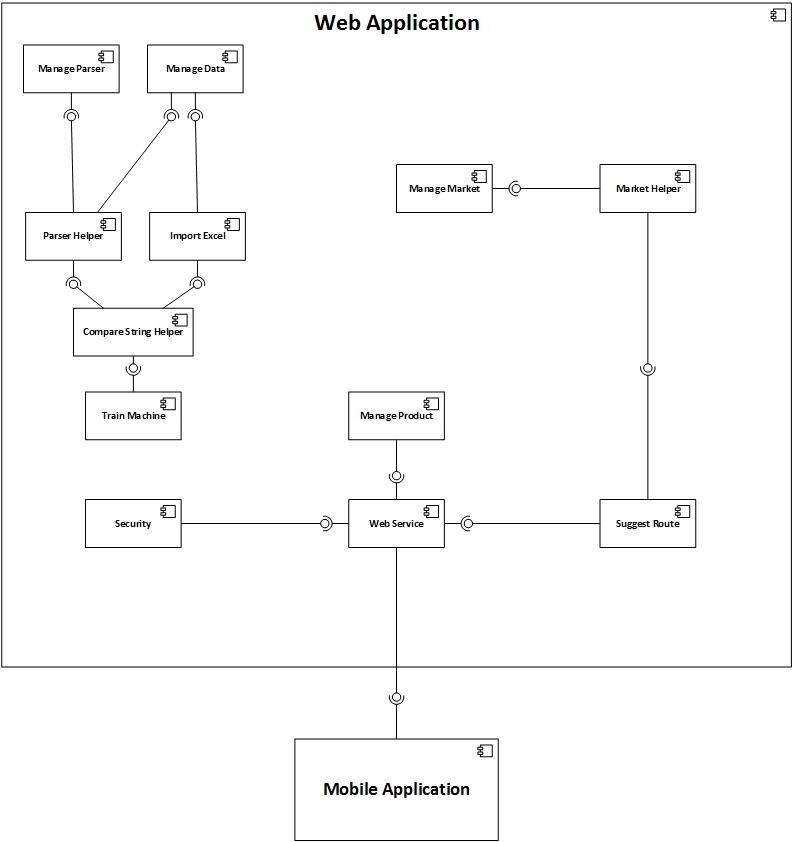 Web Application
Manage Parser
Manage Data
Manage Market
Market Helper
Parser Helper
Import Excel
Compare String Helper
Train Machine
Manage Product
Security
Web Service
Suggest Route
Mobile Application